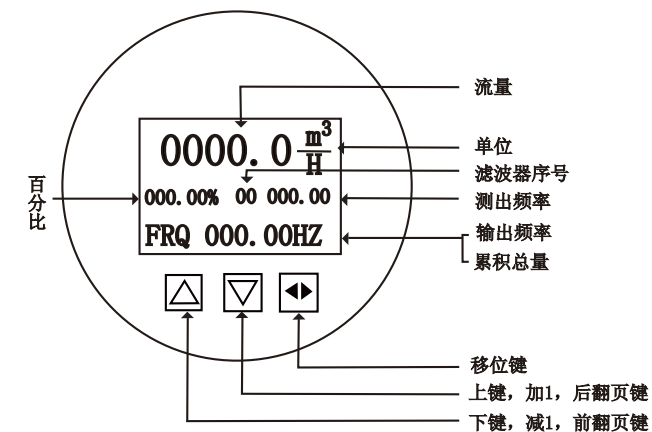 流量
0000.0 m³/H
单位
滤波器序号
百分比
000.00% 00 000.00
测出频率
FRQ 000.00HZ
输出频率
累积总量
移位键
上键，加1，后翻页键
下键，减1，前翻页键